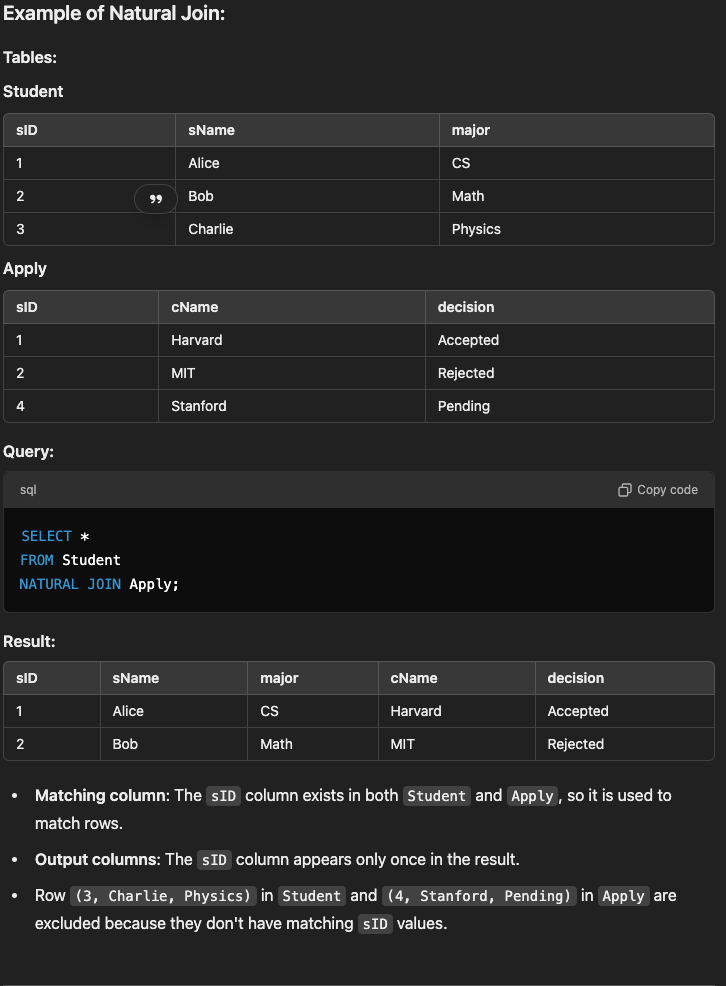 Example of Natural Join:
Tables:
Student
sID sName major
1 Alice CS
2 Bob Math
3 Charlie Physics
Apply
sID cName decision
1 Harvard Accepted
2 MIT Rejected
4 Stanford Pending
Query:
sql Copy code
SELECT *
FROM Student
NATURAL JOIN Apply;
Result:
sID sName major cName decision
1 Alice CS Harvard Accepted
2 Bob Math MIT Rejected
• Matching column: The sID column exists in both Student and Apply, so it is used to
match rows.
• Output columns: The sID column appears only once in the result.
• Row (3, Charlie, Physics) in Student and (4, Stanford, Pending) in Apply are
excluded because they don't have matching sID values.